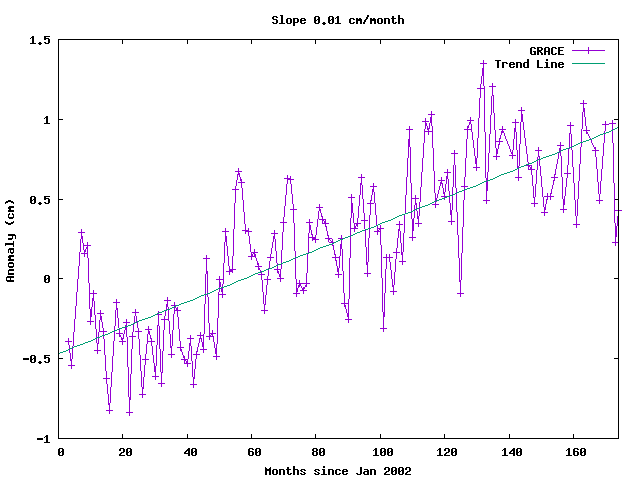 Slope 0.01 cm/month
GRACE
Trend Line
1.5
1
0.5
0
-0.5
-1
Anomaly (cm)
0 20 40 60 80 100 120 140 160
Months since Jan 2002